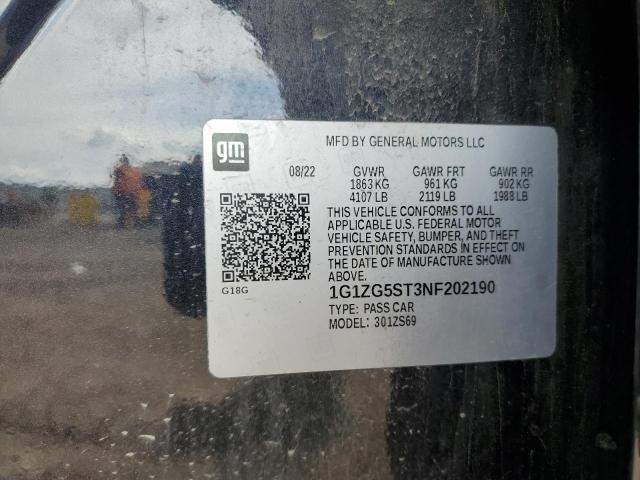 gm
MFD BY GENERAL MOTORS LLC
08/22 GVWR GAWR FRT GAWR RR
1863 KG 961 KG 902 KG
4107 LB 2119 LB 1988 LB
THIS VEHICLE CONFORMS TO ALL
APPLICABLE U.S. FEDERAL MOTOR
VEHICLE SAFETY, BUMPER, AND THEFT
PREVENTION STANDARDS IN EFFECT ON
THE DATE OF MANUFACTURE SHOWN
ABOVE.
G18G
1G1ZG5ST3NF202190
TYPE: PASS CAR
MODEL: 301ZS69